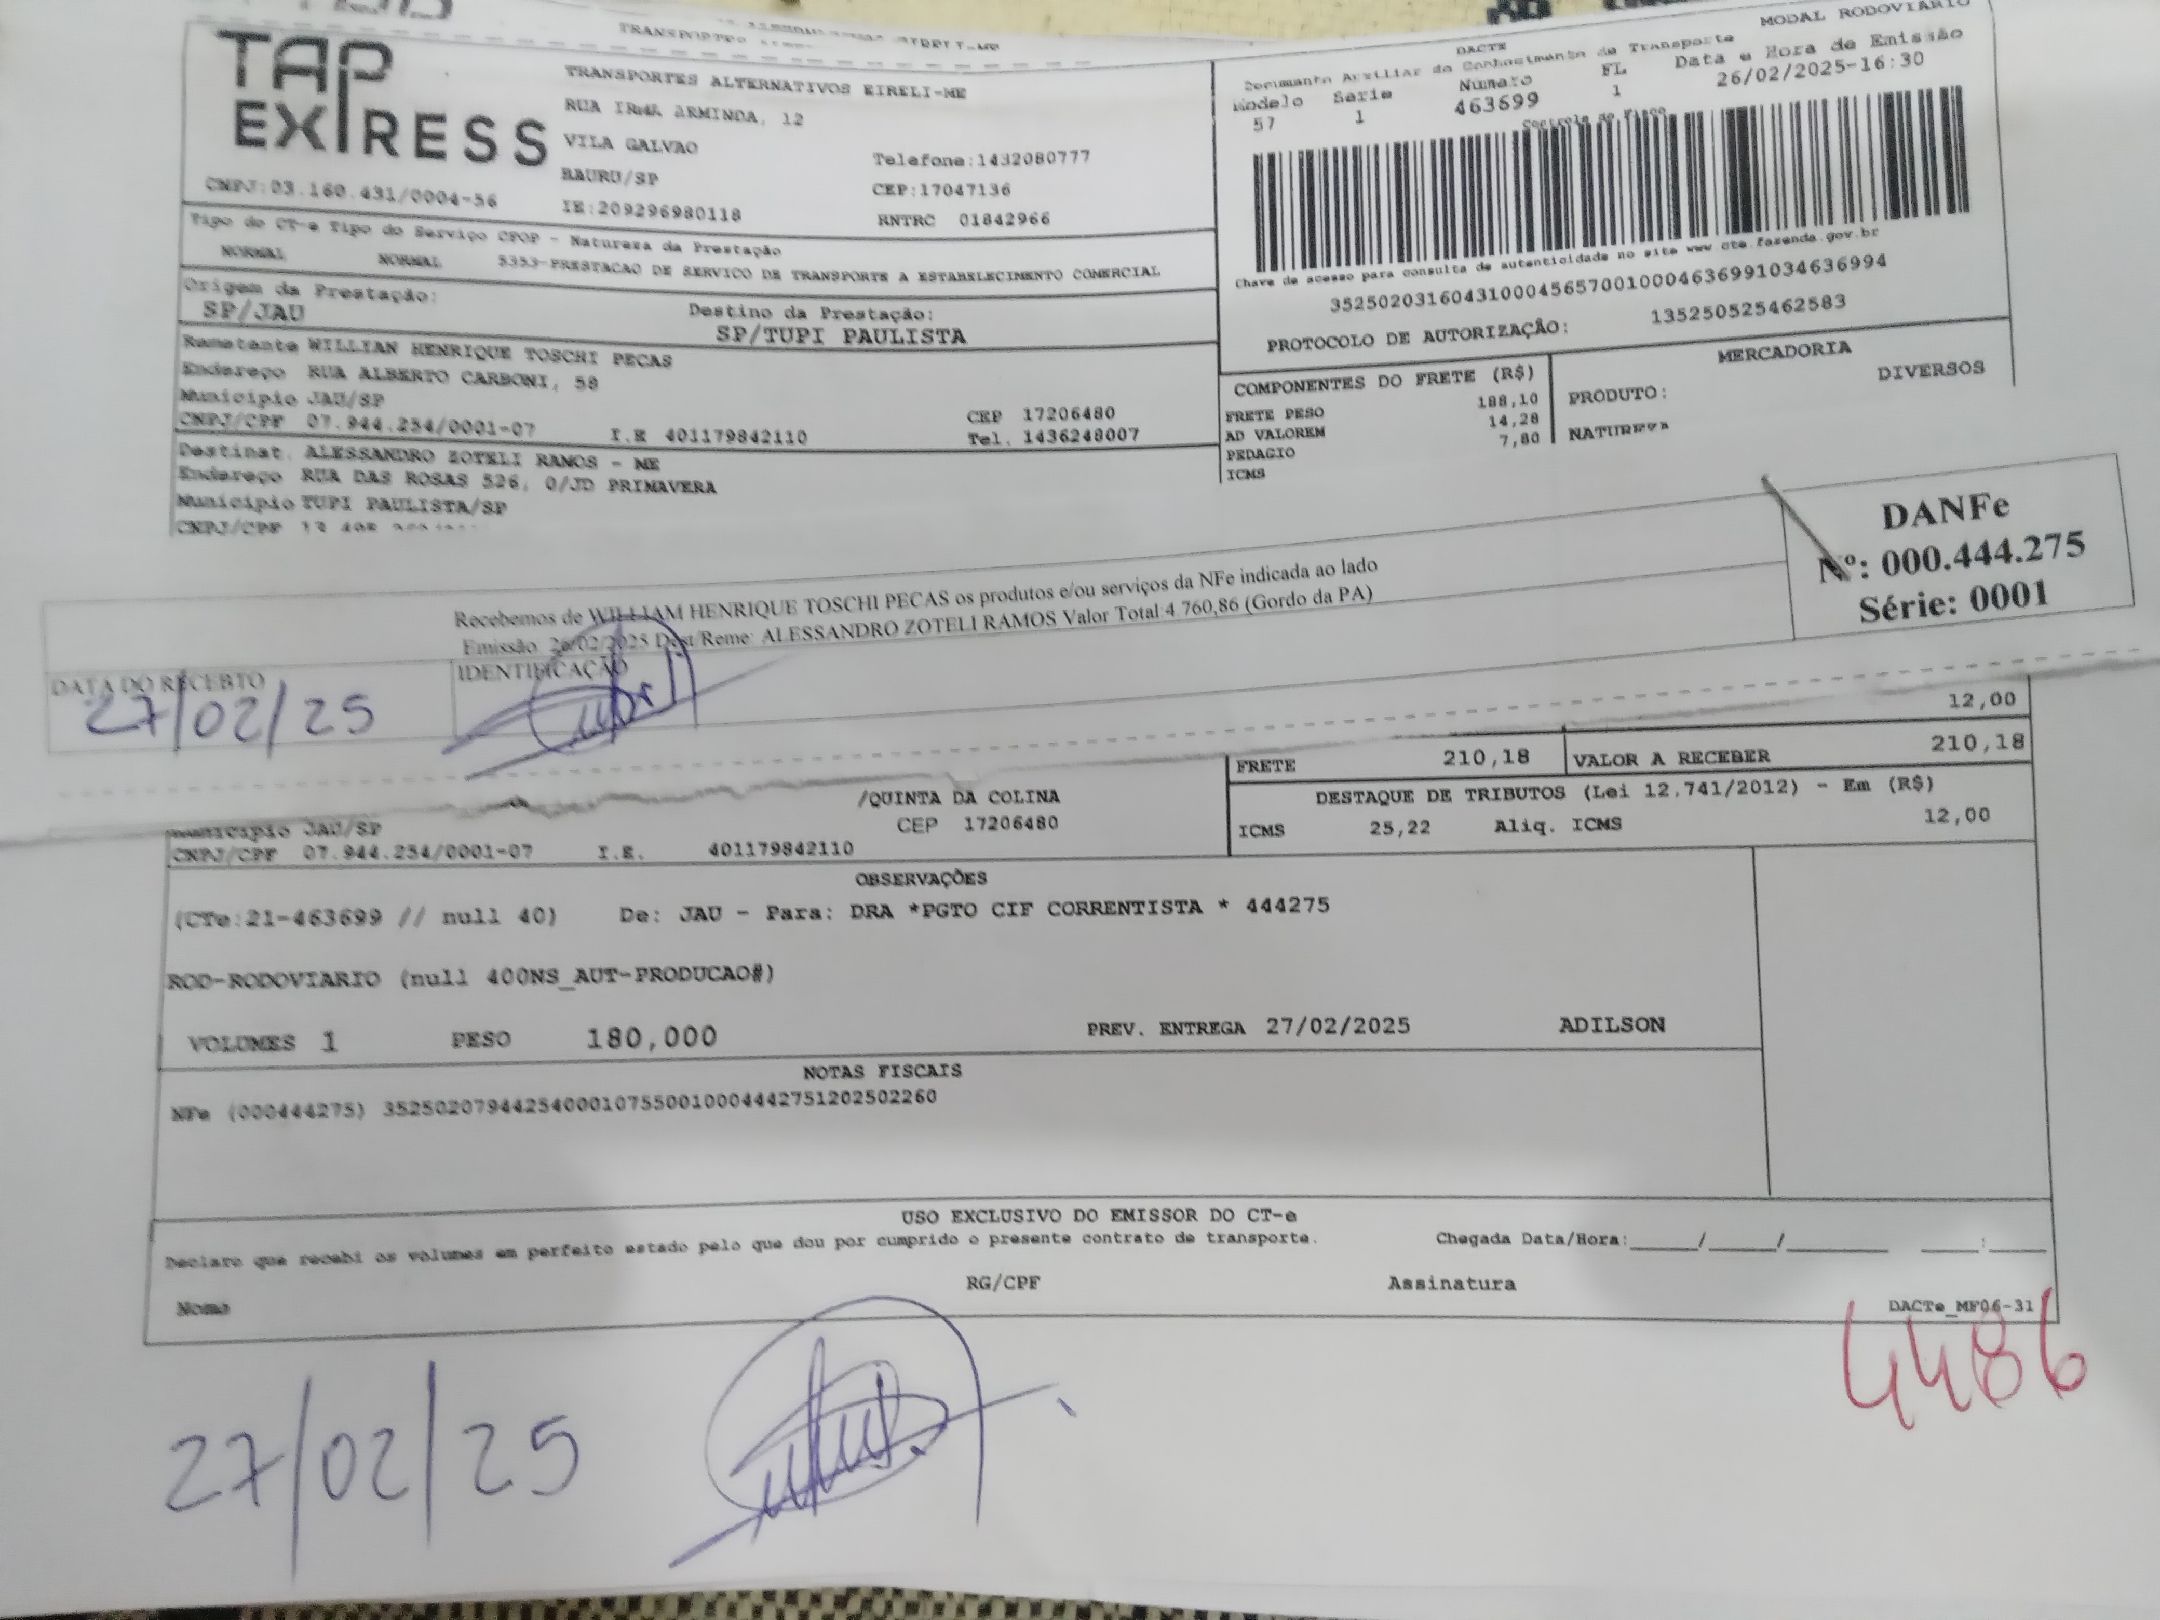 TAP
EXPRESS
TRANSPORTES ALTERNATIVOS EIRELI-ME
RUA IRMA ARMINDA, 12
VILA GALVAO
BAURU/SP
Telefone:1432080777
CEP:17047136
CNPJ:03.160.431/0004-56
IE:209296980118
RNTRC 01842966
Tipo do CT-e Tipo do Serviço CFOP - Natureza da Prestação
NORMAL NORMAL 5353-PRESTACAO DE SERVICO DE TRANSPORTE A ESTABELECIMENTO COMERCIAL
Origem da Prestação:
SP/JAU
Destino da Prestação:
SP/TUPI PAULISTA
Remetente WILLIAN HENRIQUE TOSCHI PECAS
Endereço RUA ALBERTO CARBONI, 58
Municipio JAU/SP
CEP 17206480
CNPJ/CPF 07.944.254/0001-07 I.E 401179842110 Tel. 1436248007
Destinat. ALESSANDRO ZOTELI RAMOS - ME
Endereço RUA DAS ROSAS 526, 0/JD PRIMAVERA
Municipio TUPI PAULISTA/SP
CNPJ/CPF
MODAL RODOVIARIO
DACTE
Documento Auxiliar do Conhecimento de Transporte
Modelo Serie Número FL Data e Hora de Emissão
57 1 463699 1 26/02/2025-16:30
Controle do Fisco
Chave de acesso para consulta de autenticidade no site www.cte.fazenda.gov.br
35250203160431000456570010004636991034636994
PROTOCOLO DE AUTORIZAÇÃO: 135250525462583
COMPONENTES DO FRETE (R$)
FRETE PESO 188,10
AD VALOREM 14,28
PEDAGIO 7,80
ICMS
MERCADORIA
PRODUTO: DIVERSOS
NATUREZA
Recebemos de WILLIAM HENRIQUE TOSCHI PECAS os produtos e/ou serviços da NFe indicada ao lado
Emissão 26/02/2025 Dest/Reme: ALESSANDRO ZOTELI RAMOS Valor Total 4.760,86 (Gordo da PA)
DATA DO RECEBTO
IDENTIFICAÇÃO
27/02/25
DANFe
Nº: 000.444.275
Série: 0001
12,00
FRETE 210,18 VALOR A RECEBER 210,18
DESTAQUE DE TRIBUTOS (Lei 12.741/2012) - Em (R$)
ICMS 25,22 Aliq. ICMS 12,00
/QUINTA DA COLINA
Municipio JAU/SP CEP 17206480
CNPJ/CPF 07.944.254/0001-07 I.E. 401179842110
OBSERVAÇÕES
(CTe:21-463699 // null 40) De: JAU - Para: DRA *PGTO CIF CORRENTISTA * 444275
ROD-RODOVIARIO (null 400NS_AUT-PRODUCAO#)
VOLUMES 1 PESO 180,000 PREV. ENTREGA 27/02/2025 ADILSON
NOTAS FISCAIS
NFe (000444275) 35250207944254000107550010004442751202502260
USO EXCLUSIVO DO EMISSOR DO CT-e
Declaro que recebi os volumes em perfeito estado pelo que dou por cumprido o presente contrato de transporte.
Chegada Data/Hora:_____/_____/________ ____:____
Nome RG/CPF Assinatura
DACTe_MF06-31
4486
27/02/25